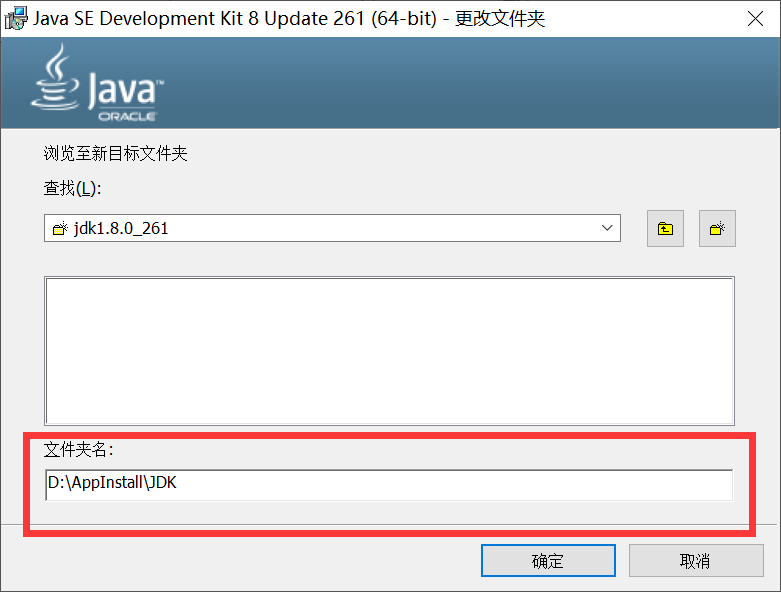 Java SE Development Kit 8 Update 261 (64-bit) - 更改文件夹
Java™
ORACLE
浏览至新目标文件夹
查找(L):
jdk1.8.0_261
文件夹名:
D:\AppInstall\JDK
确定
取消